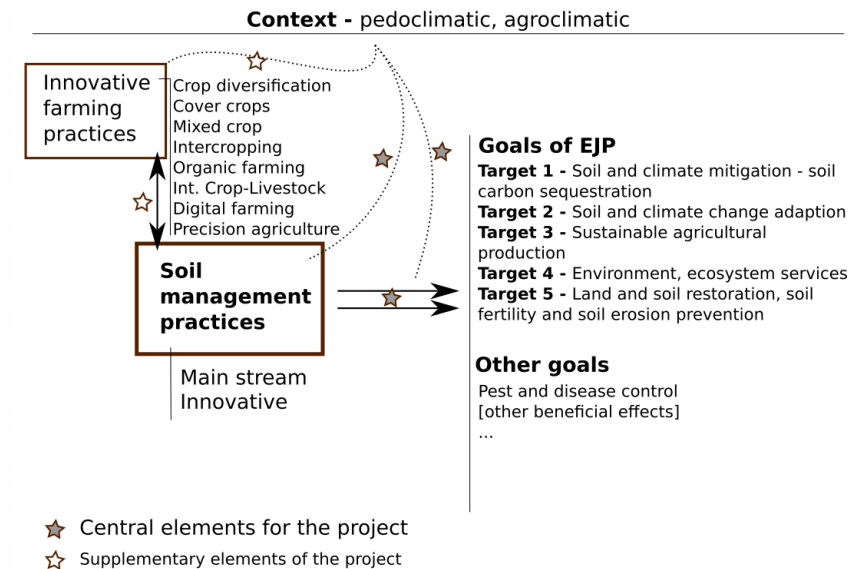 Context - pedoclimatic, agroclimatic
Innovative
farming
practices
Crop diversification
Cover crops
Mixed crop
Intercropping
Organic farming
Int. Crop-Livestock
Digital farming
Precision agriculture
Soil
management
practices
Main stream
Innovative
Goals of EJP
Target 1 - Soil and climate mitigation - soil
carbon sequestration
Target 2 - Soil and climate change adaption
Target 3 - Sustainable agricultural
production
Target 4 - Environment, ecosystem services
Target 5 - Land and soil restoration, soil
fertility and soil erosion prevention
Other goals
Pest and disease control
[other beneficial effects]
...
Central elements for the project
Supplementary elements of the project